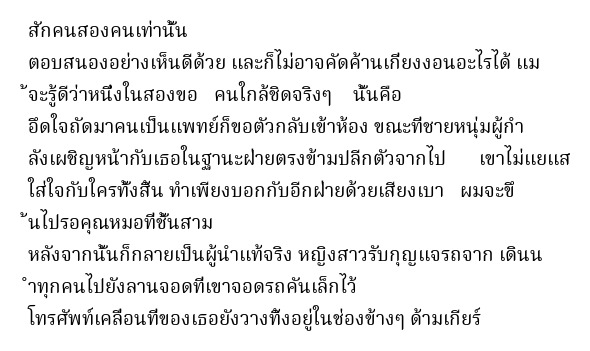 สักคนสองคนเท่านั้น
ตอบสนองอย่างเห็นดีด้วย และก็ไม่อาจคัดค้านเกี่ยงงอนอะไรได้ แม
้จะรู้ดีว่าหนึ่งในสองขอ คนใกล้ชิดจริงๆ นั้นคือ
อึดใจถัดมาคนเป็นแพทย์ก็ขอตัวกลับเข้าห้อง ขณะที่ชายหนุ่มผู้กำ
ลังเผชิญหน้ากับเธอในฐานะฝ่ายตรงข้ามปลีกตัวจากไป เขาไม่แยแส
ใส่ใจกับใครทั้งสิ้น ทำเพียงบอกกับอีกฝ่ายด้วยเสียงเบา ผมจะขึ
้นไปรอคุณหมอที่ชั้นสาม
หลังจากนั้นก็กลายเป็นผู้นำแท้จริง หญิงสาวรับกุญแจรถจาก เดินน
ำทุกคนไปยังลานจอดที่เขาจอดรถคันเล็กไว้
โทรศัพท์เคลื่อนที่ของเธอยังวางทิ้งอยู่ในช่องข้างๆ ด้ามเกียร์